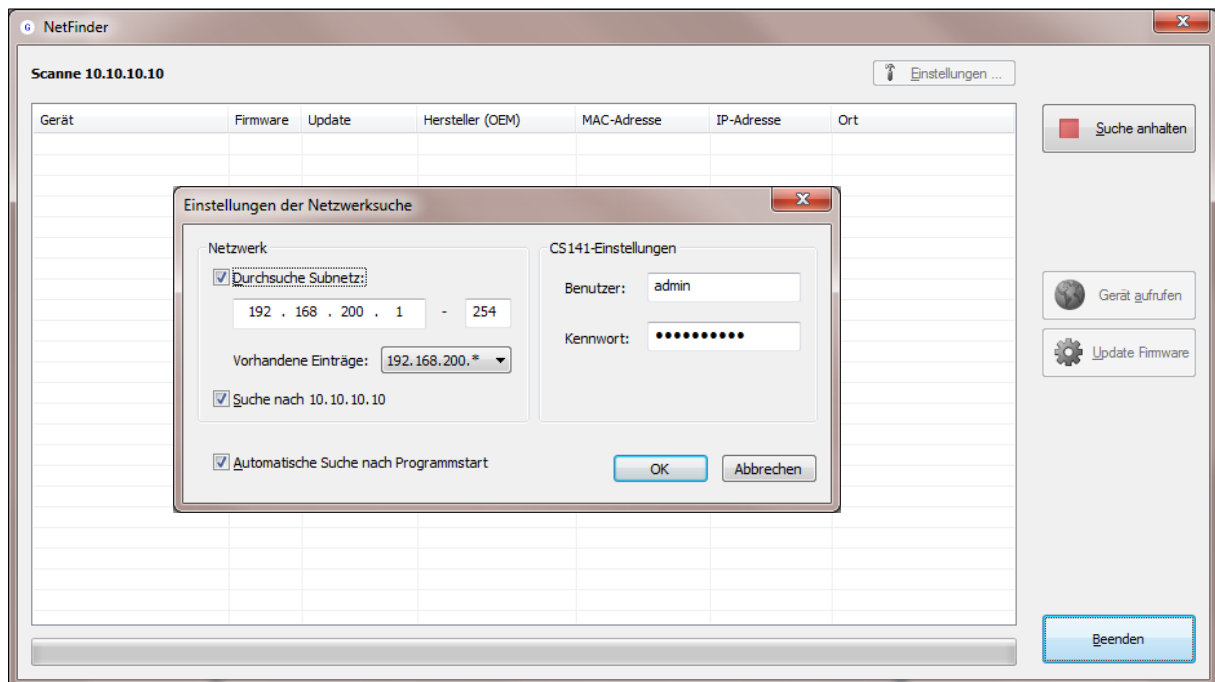 NetFinder
Scanne 10.10.10.10
Einstellungen ...
Gerät Firmware Update Hersteller (OEM) MAC-Adresse IP-Adresse Ort
Suche anhalten
Gerät aufrufen
Update Firmware
Beenden
Einstellungen der Netzwerksuche
Netzwerk
Durchsuche Subnetz:
192 . 168 . 200 . 1 - 254
Vorhandene Einträge: 192.168.200.*
Suche nach 10.10.10.10
Automatische Suche nach Programmstart
CS141-Einstellungen
Benutzer: admin
Kennwort: ●●●●●●●●●●
OK Abbrechen